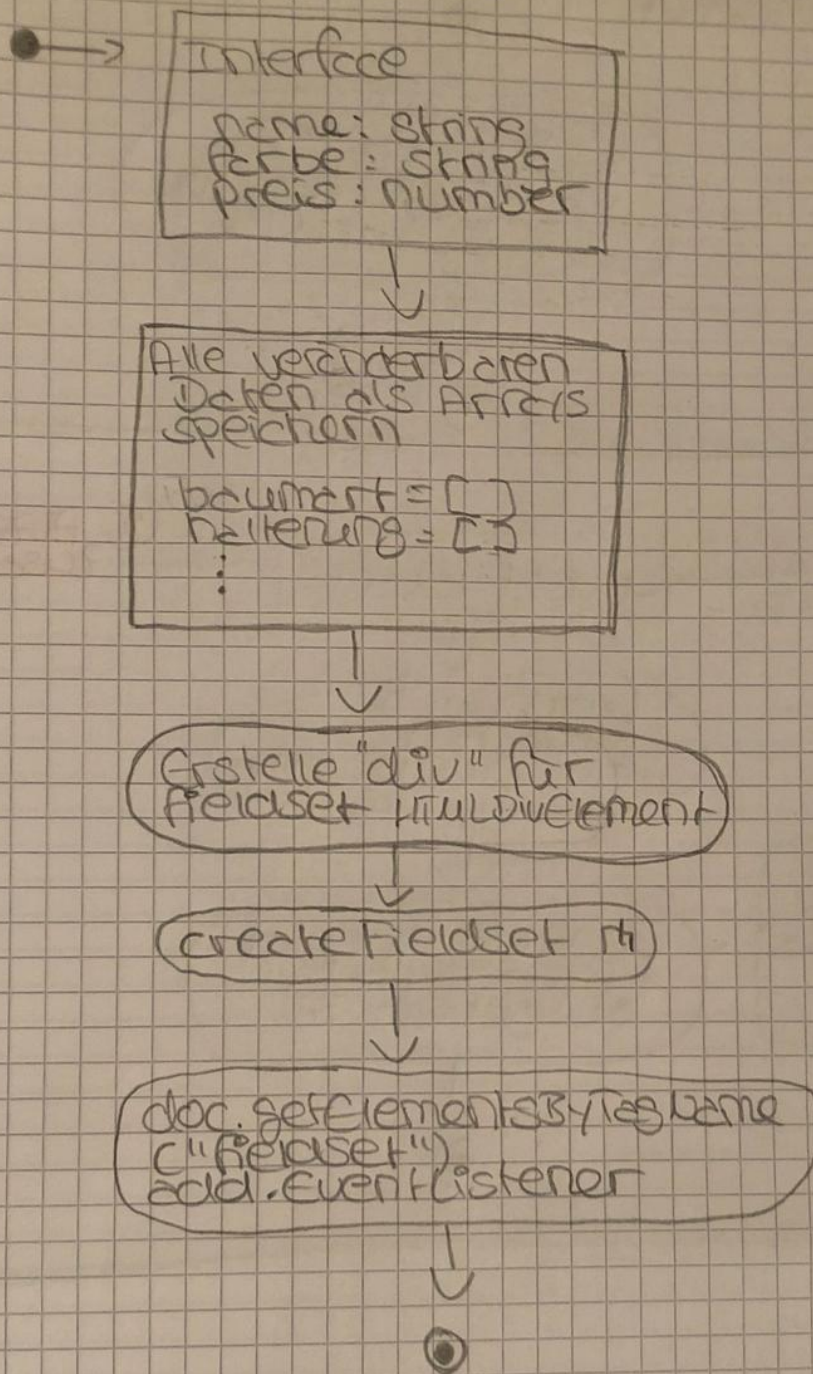 Interface
name: string
farbe: string
preis: number
Alle veränderbaren
Daten als Arrays
speichern
baumart = [ ]
halterung = [ ]
⋮
Erstelle "div" für
fieldset HTMLDivElement
createFieldset
doc.getElementsByTagName
("fieldset")
add.EventListener